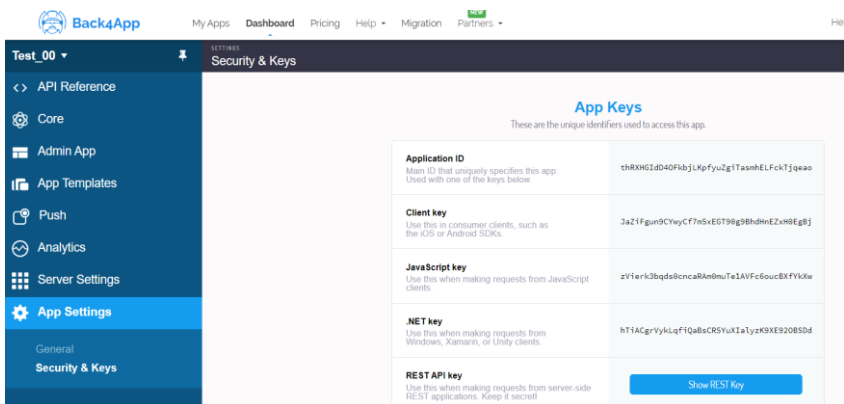 Back4App
My Apps Dashboard Pricing Help Migration Partners NEW
Test_00
SETTINGS
Security & Keys
API Reference
Core
Admin App
App Templates
Push
Analytics
Server Settings
App Settings
General
Security & Keys
App Keys
These are the unique identifiers used to access this app.
Application ID
Main ID that uniquely specifies this app.
Used with one of the keys below.
thRXHGIdD4OFkbjLKpfyuZgiTasmhELFckTjqeao
Client key
Use this in consumer clients, such as
the iOS or Android SDKs.
JaZiFgun9CYwyCf7m5xEGT90g9BhdHnEZxH0EgBj
JavaScript key
Use this when making requests from JavaScript
clients.
zVierk3bqds0cncaRAm0muTelAVFc6oucBXfYkXw
.NET key
Use this when making requests from
Windows, Xamarin, or Unity clients.
hTiACgrVykLqfiQaBsCR5YuXIalyzK9XE92OBSDd
REST API key
Use this when making requests from server-side
REST applications. Keep it secret!
Show REST Key